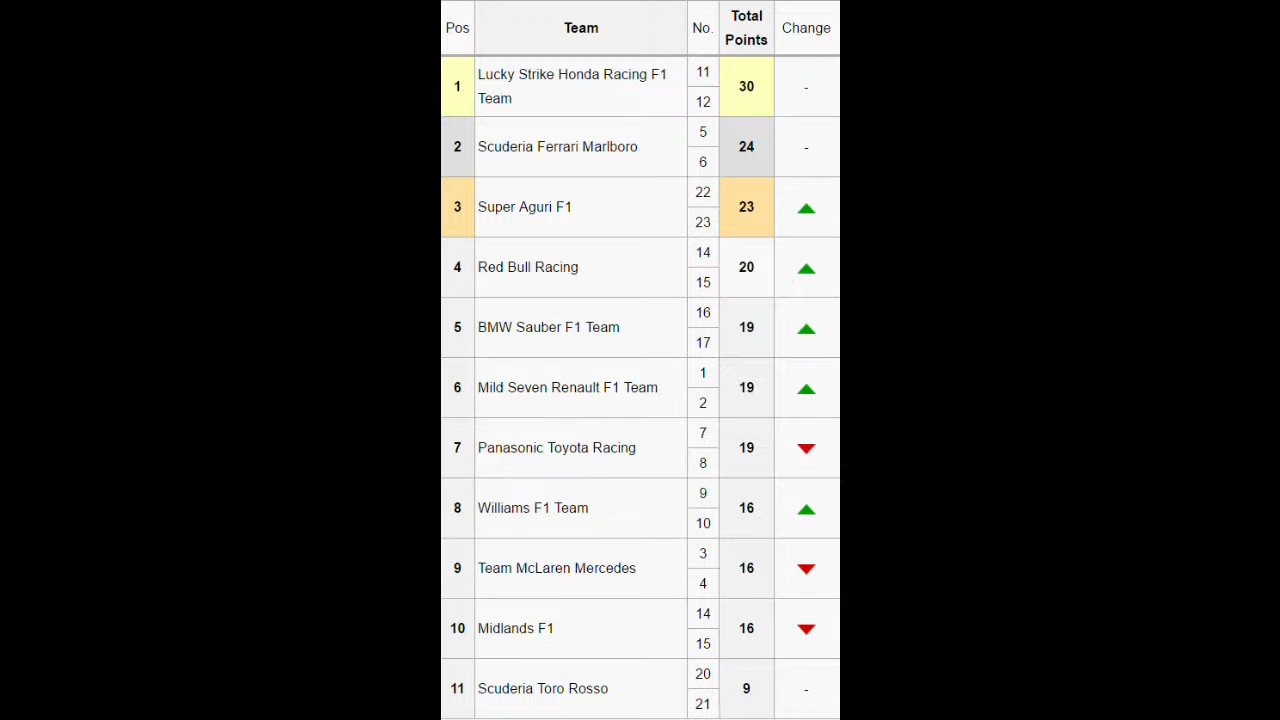 Pos Team No. Total Points Change
1 Lucky Strike Honda Racing F1 Team 11 12 30 -
2 Scuderia Ferrari Marlboro 5 6 24 -
3 Super Aguri F1 22 23 23
4 Red Bull Racing 14 15 20
5 BMW Sauber F1 Team 16 17 19
6 Mild Seven Renault F1 Team 1 2 19
7 Panasonic Toyota Racing 7 8 19
8 Williams F1 Team 9 10 16
9 Team McLaren Mercedes 3 4 16
10 Midlands F1 14 15 16
11 Scuderia Toro Rosso 20 21 9 -